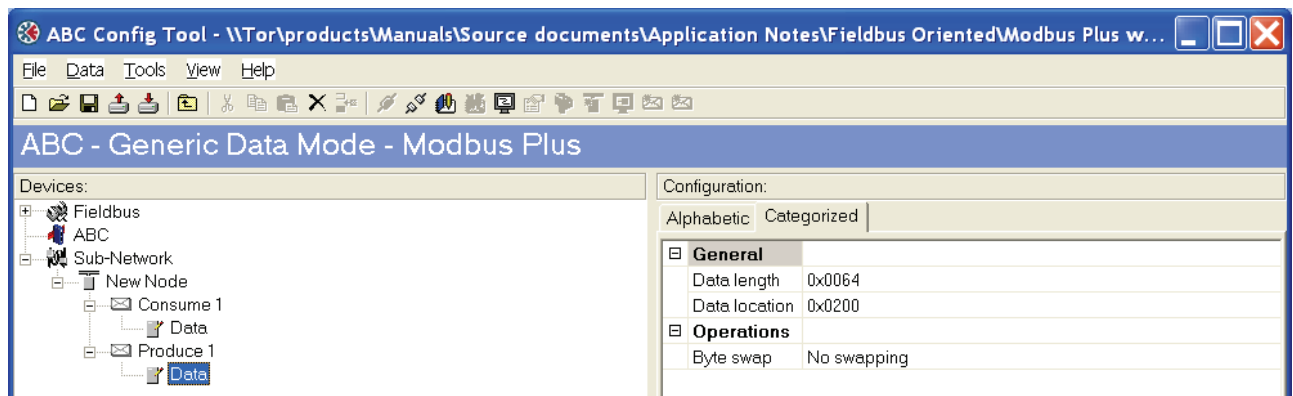 ABC Config Tool - \\Tor\products\Manuals\Source documents\Application Notes\Fieldbus Oriented\Modbus Plus w...
File Data Tools View Help
ABC - Generic Data Mode - Modbus Plus
Devices:
Fieldbus
ABC
Sub-Network
New Node
Consume 1
Data
Produce 1
Data
Configuration:
Alphabetic Categorized
General
Data length 0x0064
Data location 0x0200
Operations
Byte swap No swapping